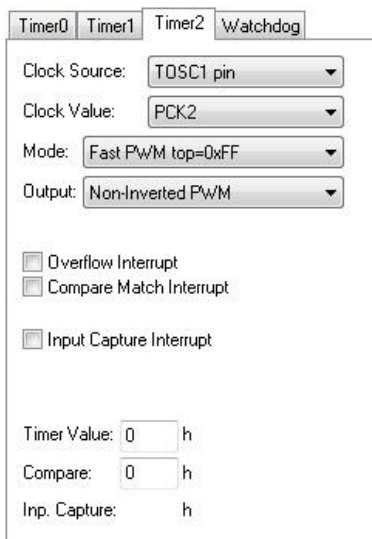 Timer0 Timer1 Timer2 Watchdog
Clock Source: TOSC1 pin
Clock Value: PCK2
Mode: Fast PWM top=0xFF
Output: Non-Inverted PWM
Overflow Interrupt
Compare Match Interrupt
Input Capture Interrupt
Timer Value: 0 h
Compare: 0 h
Inp. Capture: h